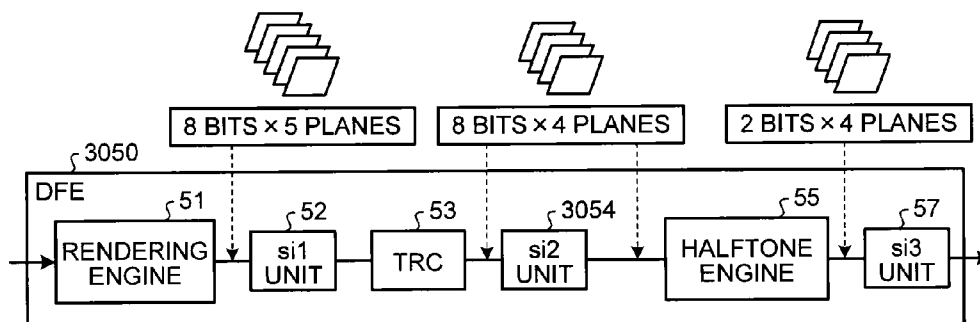 8 BITS × 5 PLANES
8 BITS × 4 PLANES
2 BITS × 4 PLANES
3050
DFE
51
52
53
3054
55
57
RENDERING
ENGINE
si1
UNIT
TRC
si2
UNIT
HALFTONE
ENGINE
si3
UNIT